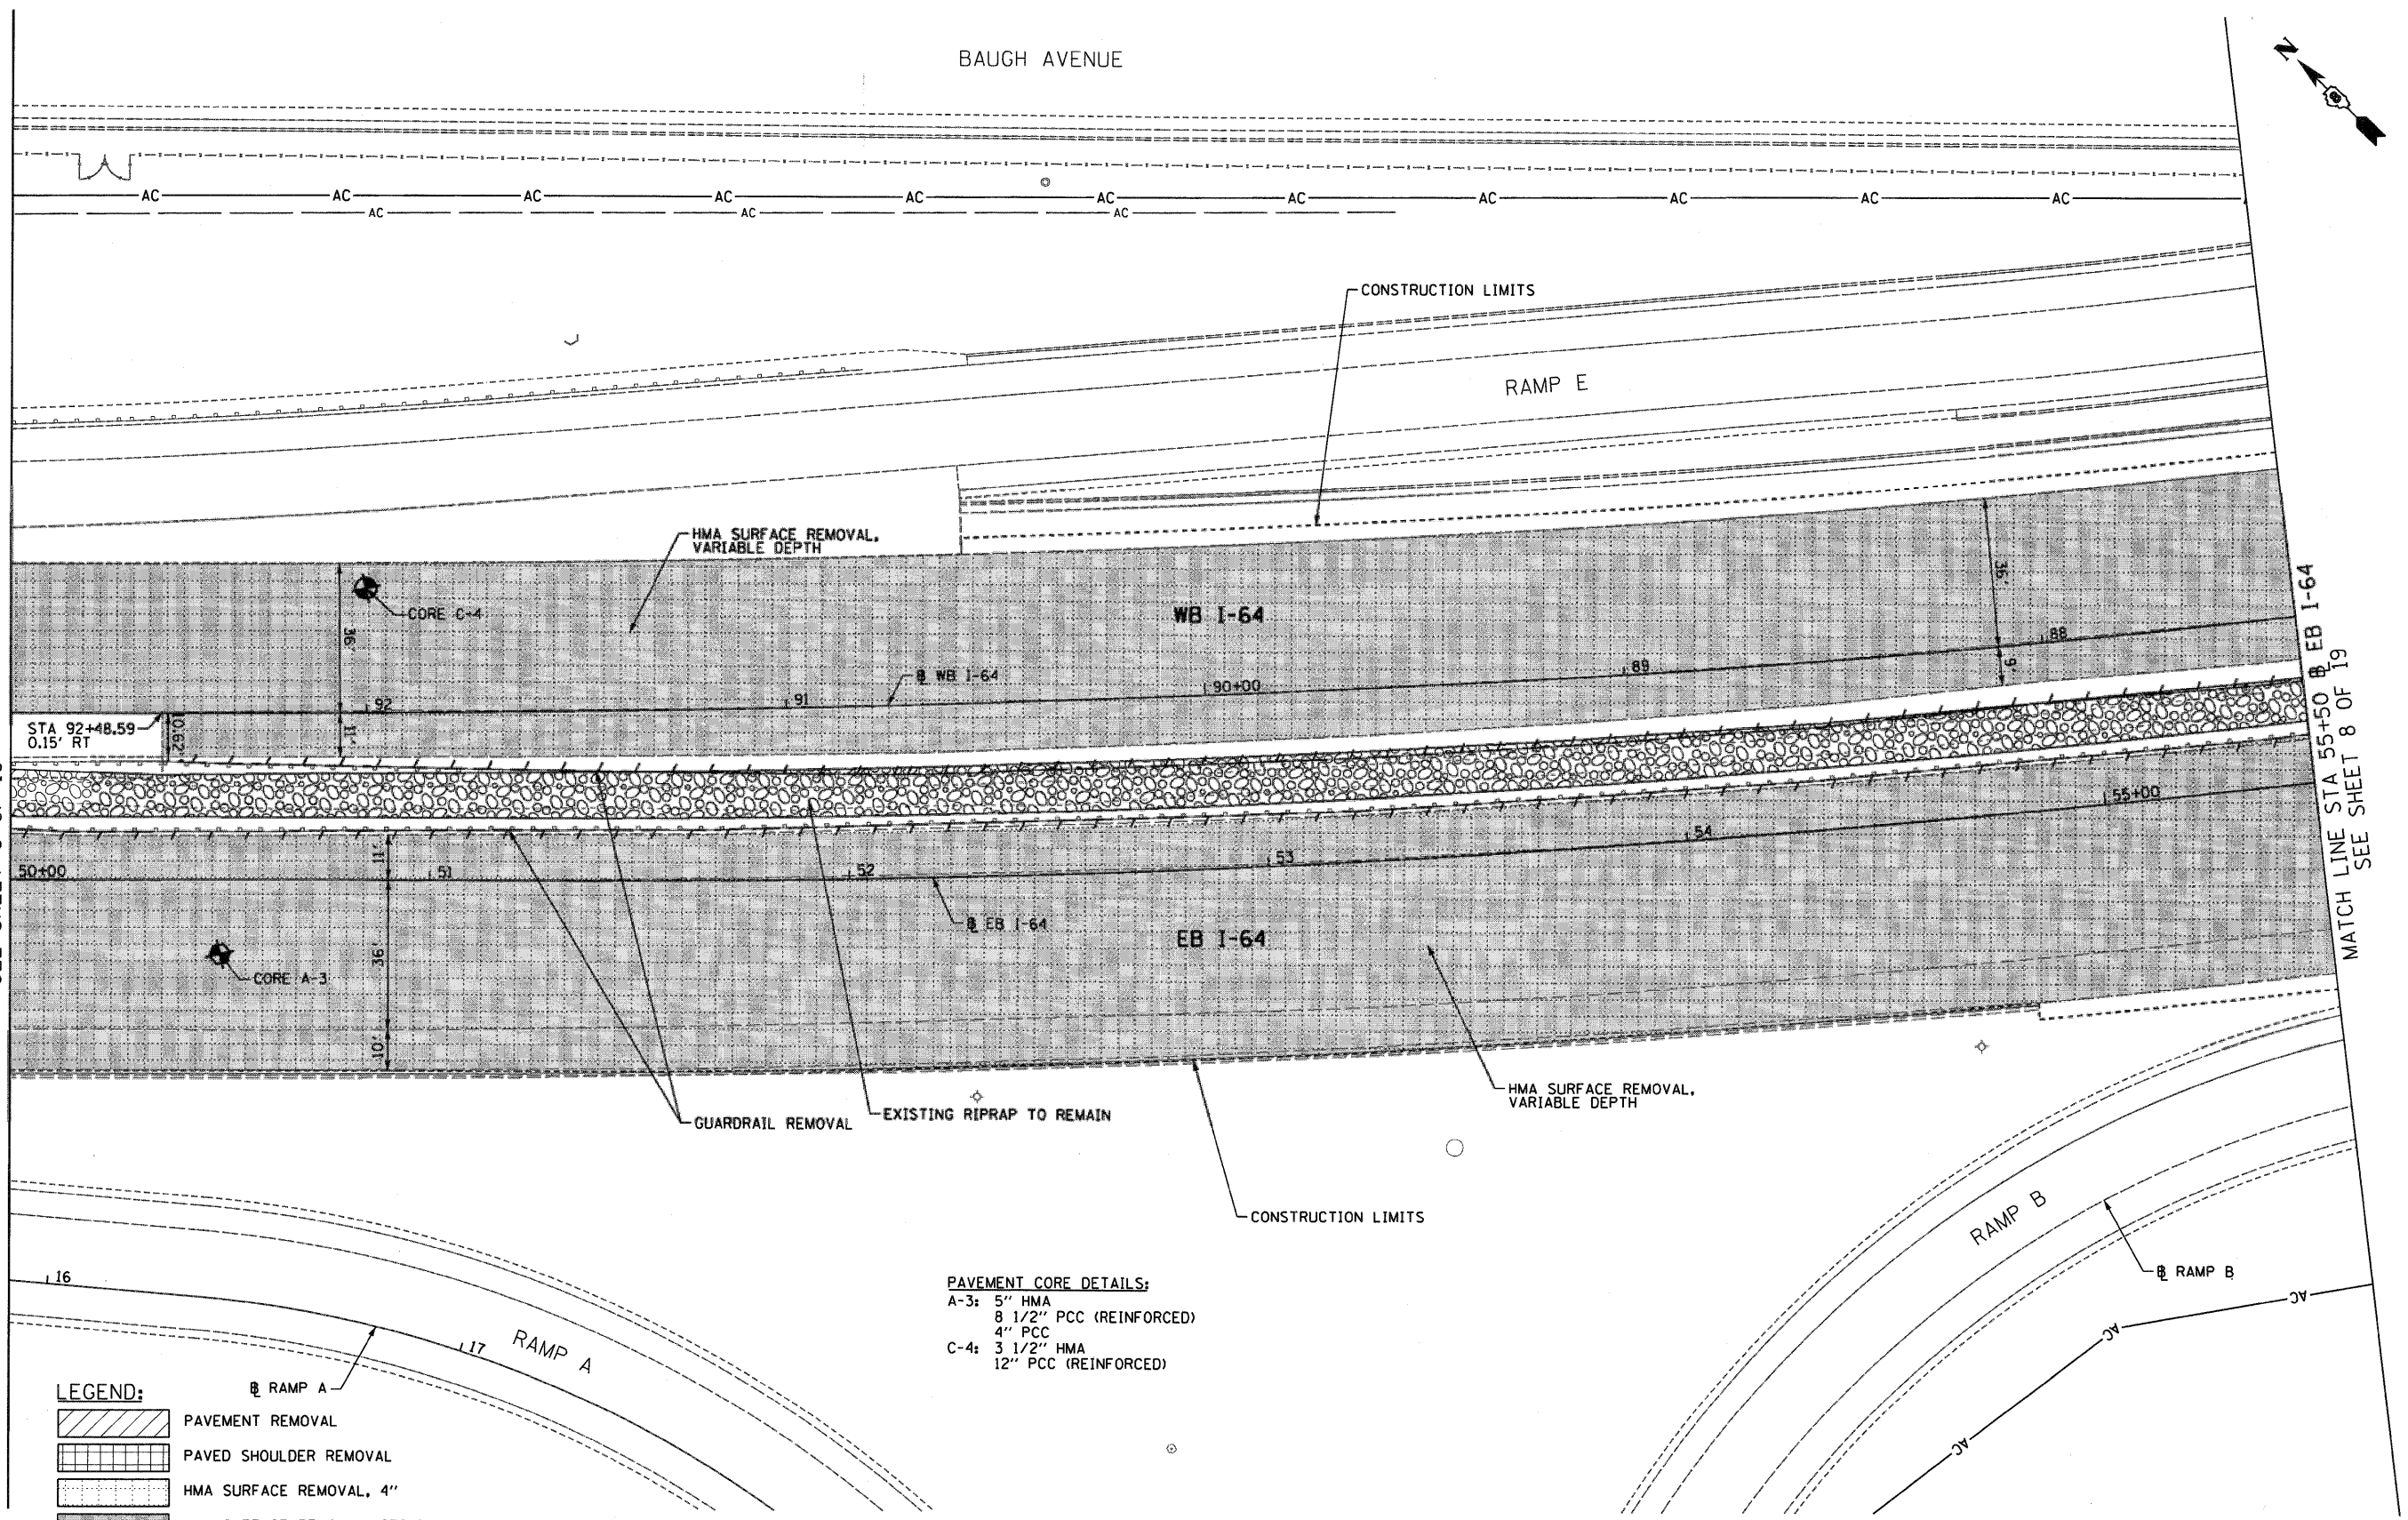 BAUGH AVENUE
N
AC AC AC AC AC AC AC AC AC AC AC
AC AC AC
CONSTRUCTION LIMITS
RAMP E
HMA SURFACE REMOVAL,
VARIABLE DEPTH
CORE C-4
36'
WB I-64
36'
88
9'
89
90+00
℄ WB I-64
91
92
STA 92+48.59
0.15' RT
10.62'
11'
MATCH LINE STA 55+50 ℄ EB I-64
SEE SHEET 8 OF 19
55+00
54
53
52
51
50+00
11'
℄ EB I-64
EB I-64
36'
CORE A-3
10'
HMA SURFACE REMOVAL,
VARIABLE DEPTH
GUARDRAIL REMOVAL
EXISTING RIPRAP TO REMAIN
CONSTRUCTION LIMITS
RAMP B
℄ RAMP B
AC
AC
AC
16
17
RAMP A
℄ RAMP A
PAVEMENT CORE DETAILS:
A-3: 5" HMA
8 1/2" PCC (REINFORCED)
4" PCC
C-4: 3 1/2" HMA
12" PCC (REINFORCED)
LEGEND:
PAVEMENT REMOVAL
PAVED SHOULDER REMOVAL
HMA SURFACE REMOVAL, 4"